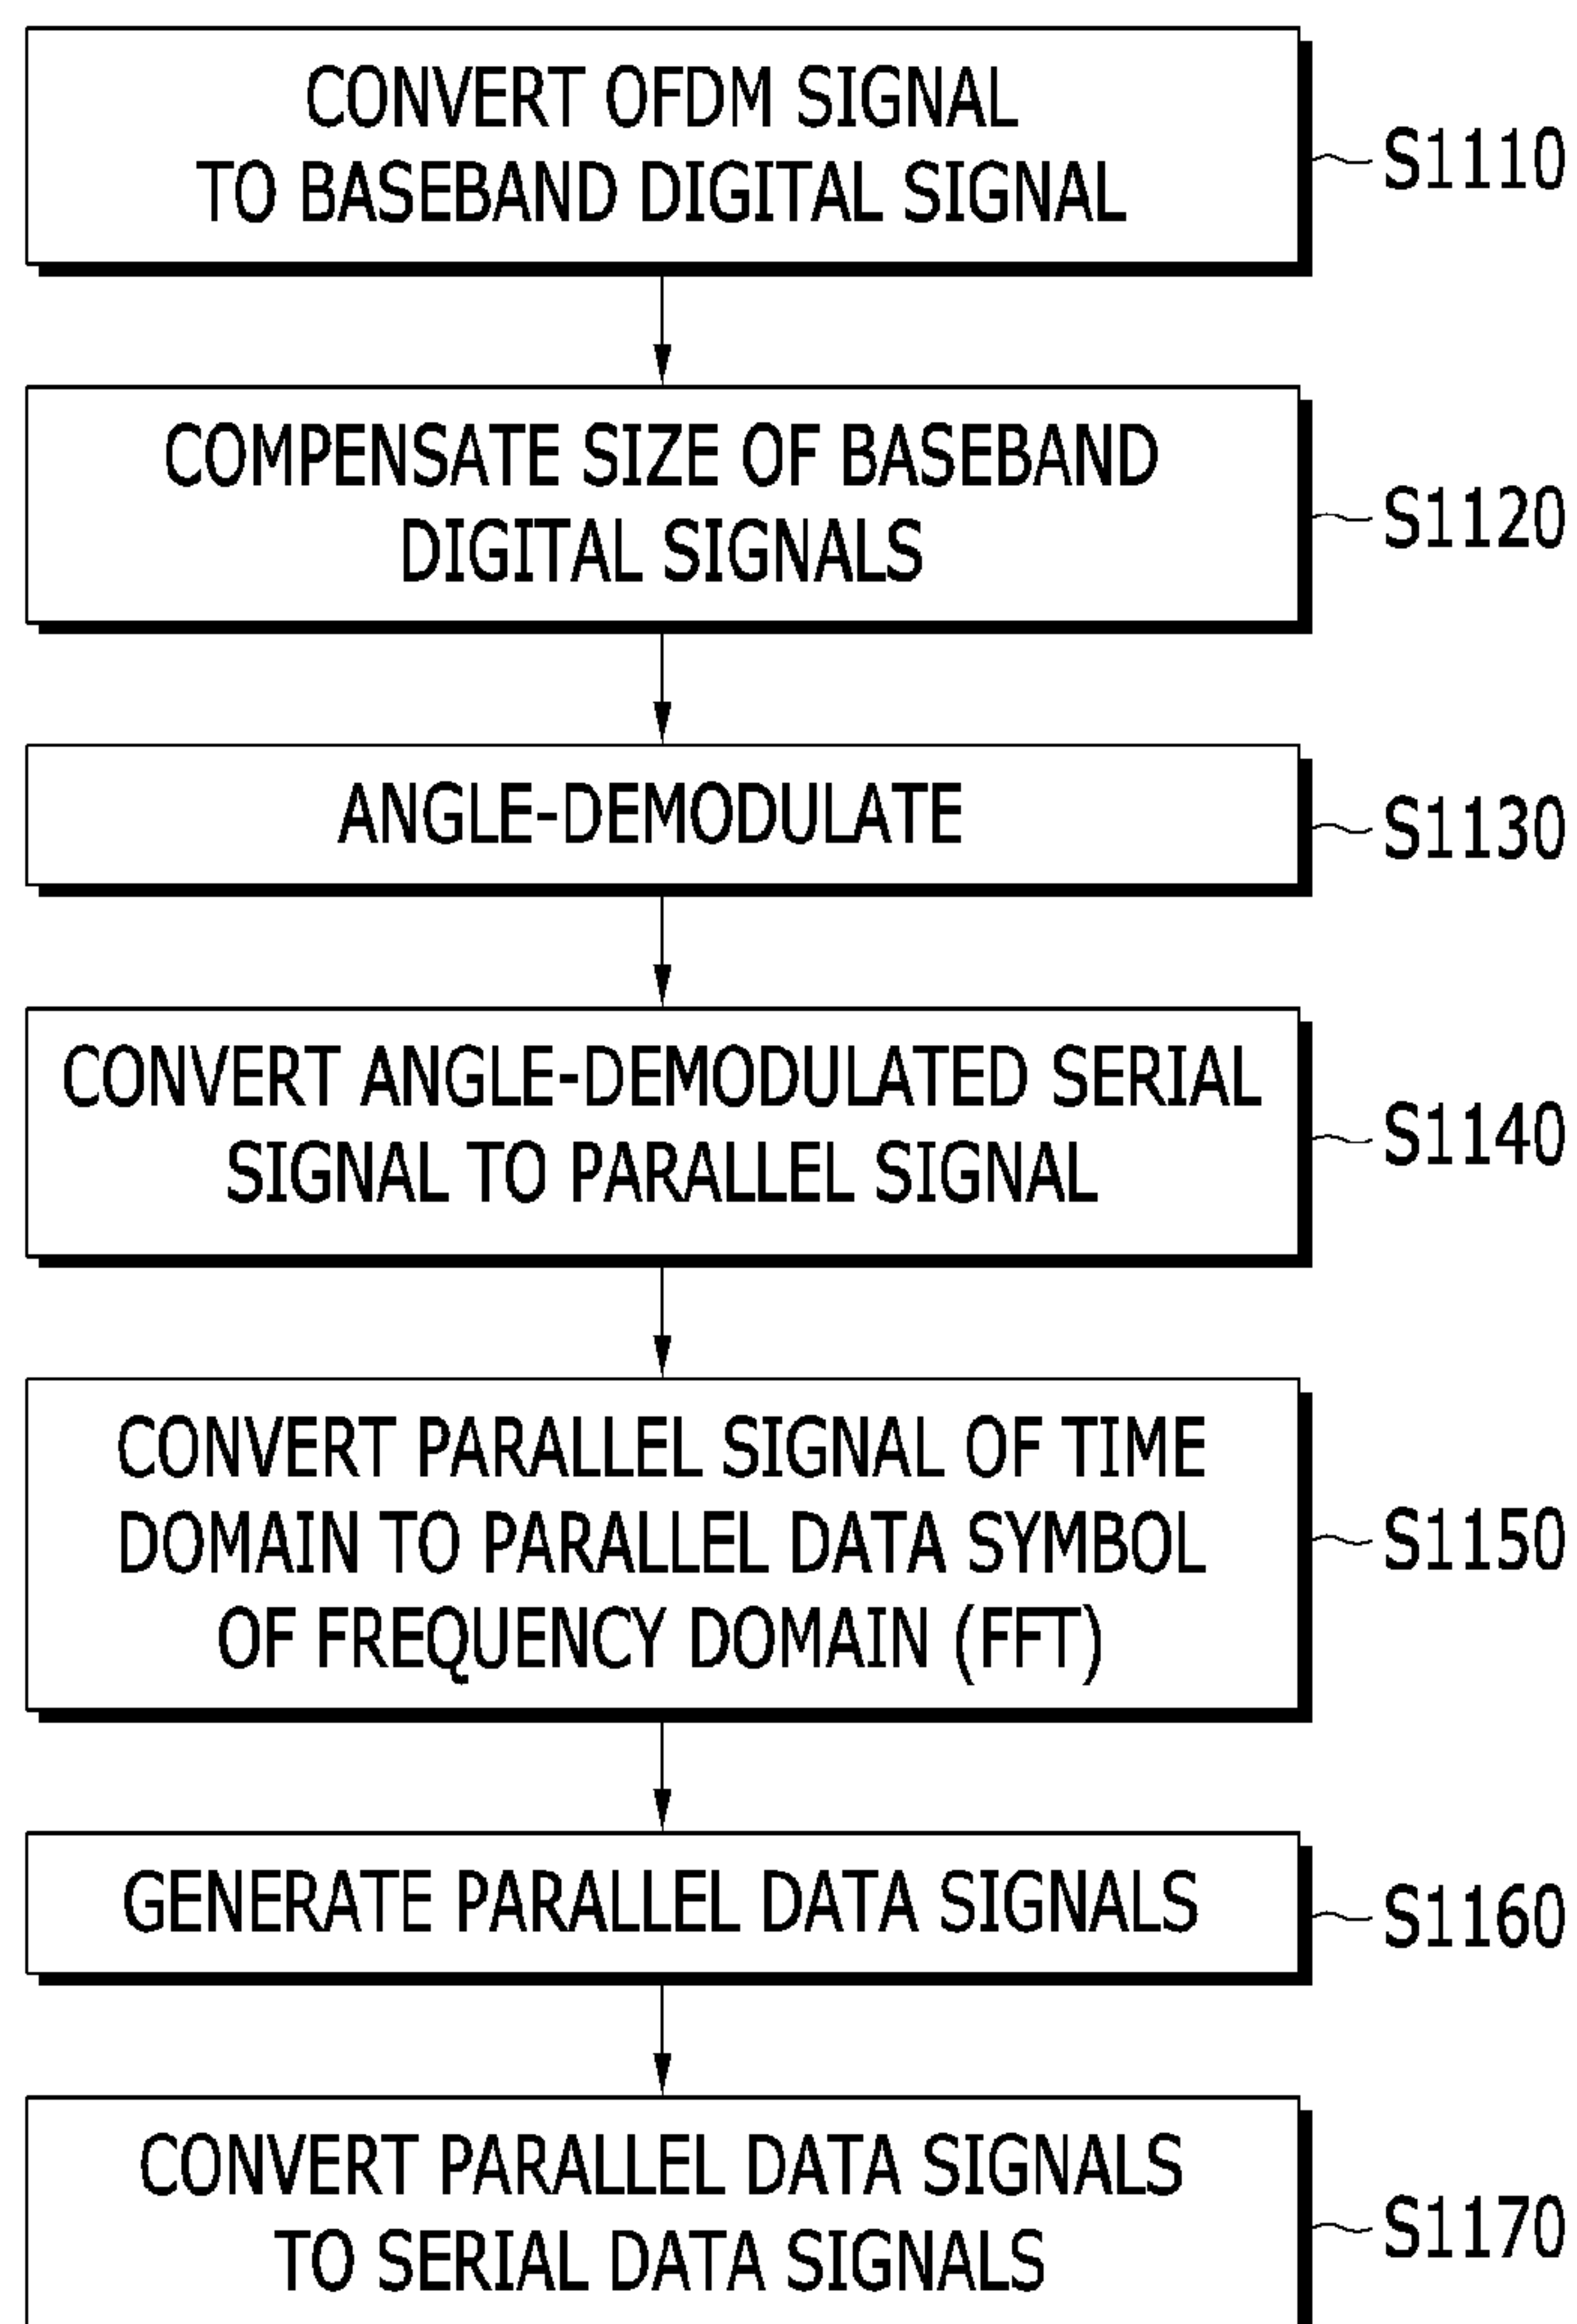 CONVERT OFDM SIGNAL
TO BASEBAND DIGITAL SIGNAL
S1110
COMPENSATE SIZE OF BASEBAND
DIGITAL SIGNALS
S1120
ANGLE-DEMODULATE
S1130
CONVERT ANGLE-DEMODULATED SERIAL
SIGNAL TO PARALLEL SIGNAL
S1140
CONVERT PARALLEL SIGNAL OF TIME
DOMAIN TO PARALLEL DATA SYMBOL
OF FREQUENCY DOMAIN (FFT)
S1150
GENERATE PARALLEL DATA SIGNALS
S1160
CONVERT PARALLEL DATA SIGNALS
TO SERIAL DATA SIGNALS
S1170